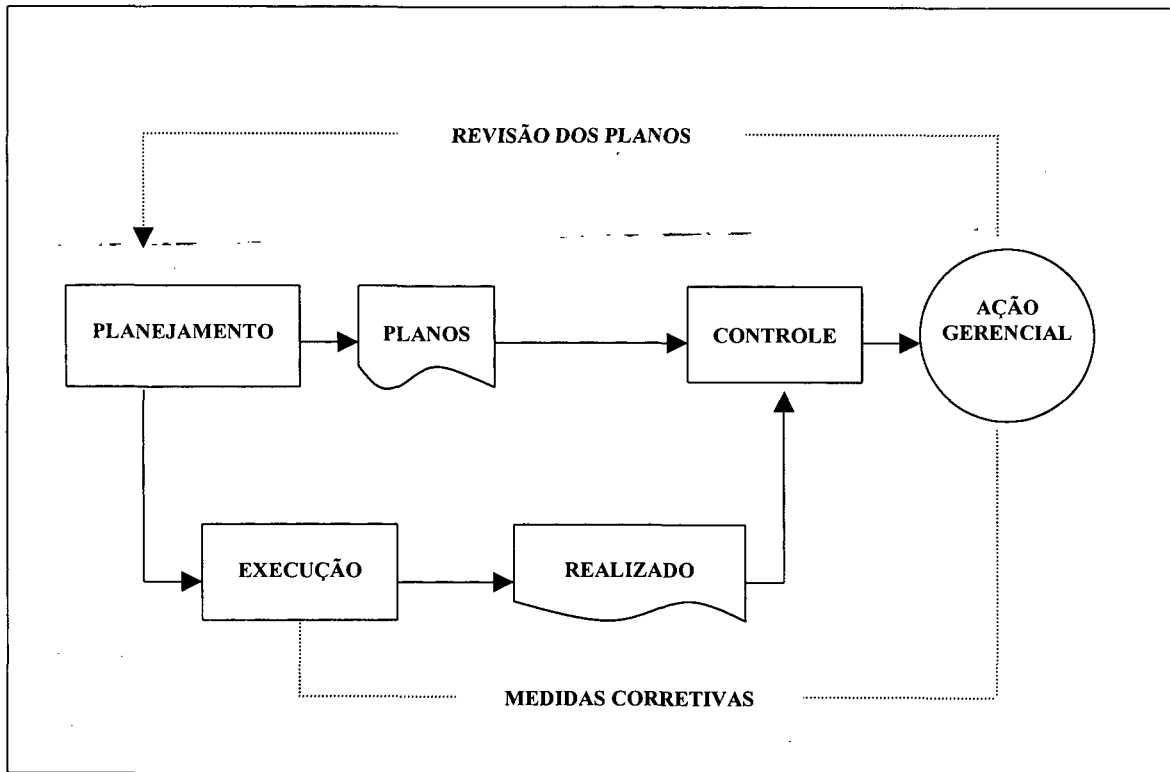 REVISÃO DOS PLANOS
PLANEJAMENTO
PLANOS
CONTROLE
AÇÃO
GERENCIAL
EXECUÇÃO
REALIZADO
MEDIDAS CORRETIVAS